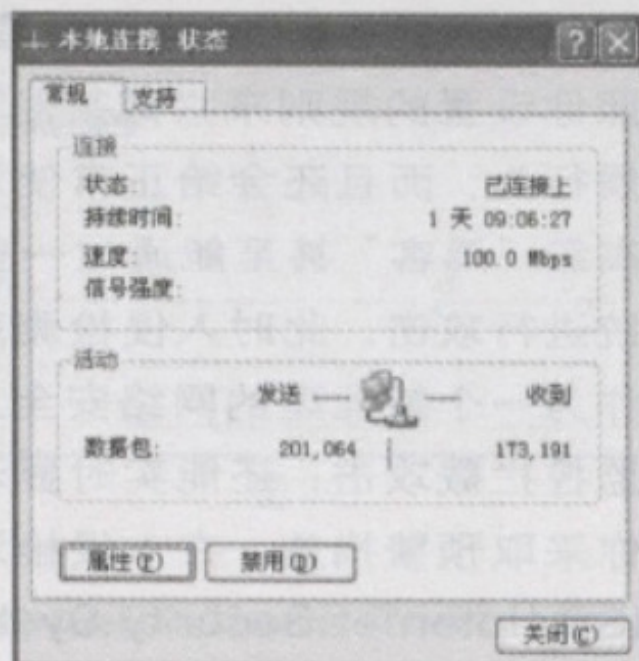 本地连接 状态
常规 支持
连接
状态: 已连接上
持续时间: 1 天 09:06:27
速度: 100.0 Mbps
信号强度:
活动
发送 收到
数据包: 201,064 173,191
属性(P) 禁用(D)
关闭(C)